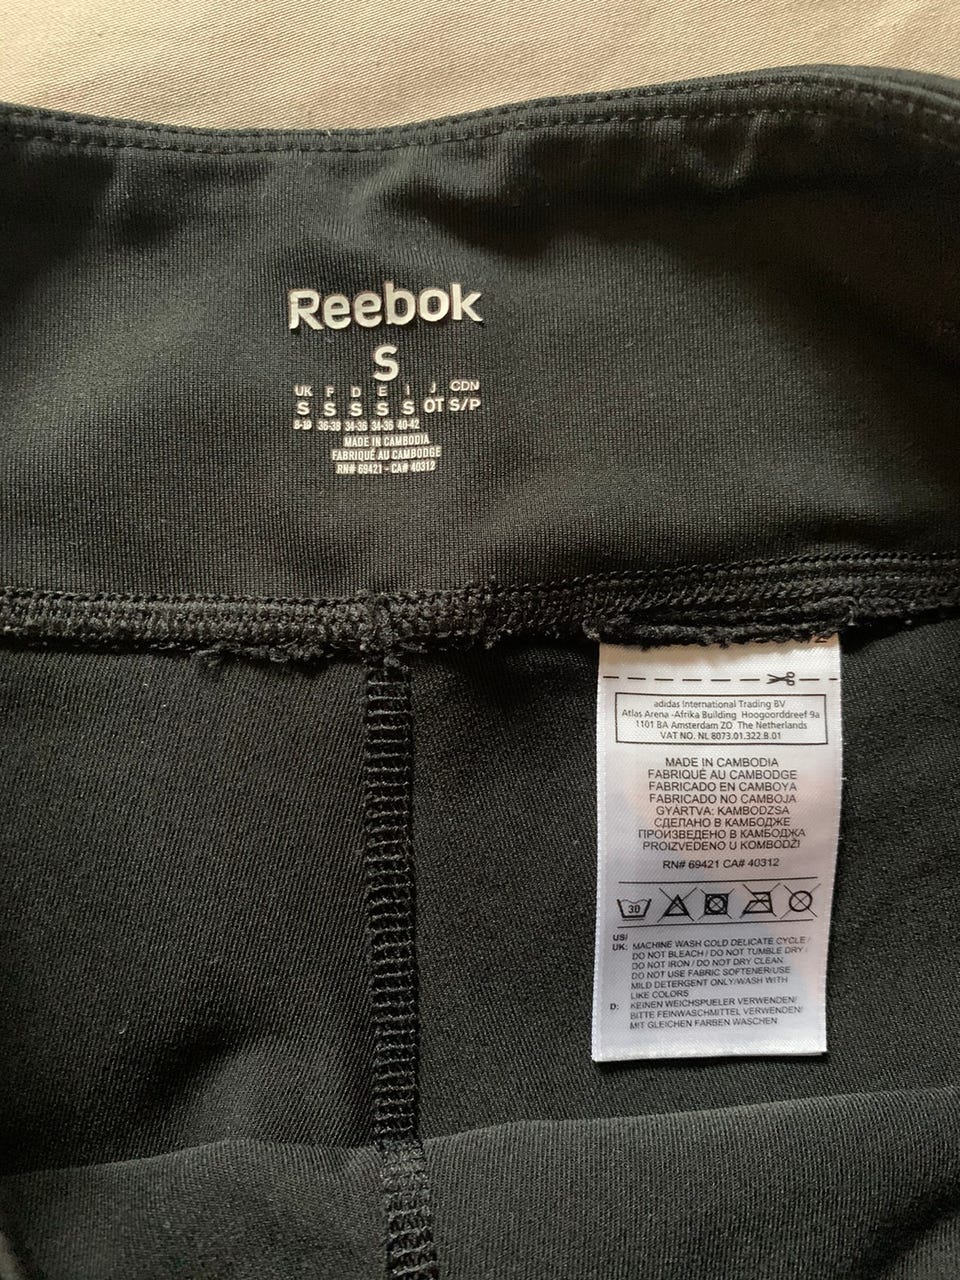 Reebok
S
UK F D E I J CDN
S S S S S OT S/P
8-10 36-38 34-36 34-36 40-42
MADE IN CAMBODIA
FABRIQUÉ AU CAMBODGE
RN# 69421 - CA# 40312
adidas International Trading BV
Atlas Arena -Afrika Building Hoogoorddreef 9a
1101 BA Amsterdam ZO The Netherlands
VAT NO. NL 8073.01.322.B.01
MADE IN CAMBODIA
FABRIQUÉ AU CAMBODGE
FABRICADO EN CAMBOYA
FABRICADO NO CAMBOJA
GYÁRTVA: KAMBODZSA
СДЕЛАНО В КАМБОДЖЕ
ПРОИЗВЕДЕНО В КАМБОДЖА
PROIZVEDENO U KOMBODŽI
RN# 69421 CA# 40312
30
US/
UK: MACHINE WASH COLD DELICATE CYCLE/
DO NOT BLEACH / DO NOT TUMBLE DRY /
DO NOT IRON / DO NOT DRY CLEAN
DO NOT USE FABRIC SOFTENER/USE
MILD DETERGENT ONLY/WASH WITH
LIKE COLORS
D: KEINEN WEICHSPUELER VERWENDEN/
BITTE FEINWASCHMITTEL VERWENDEN/
MIT GLEICHEN FARBEN WASCHEN